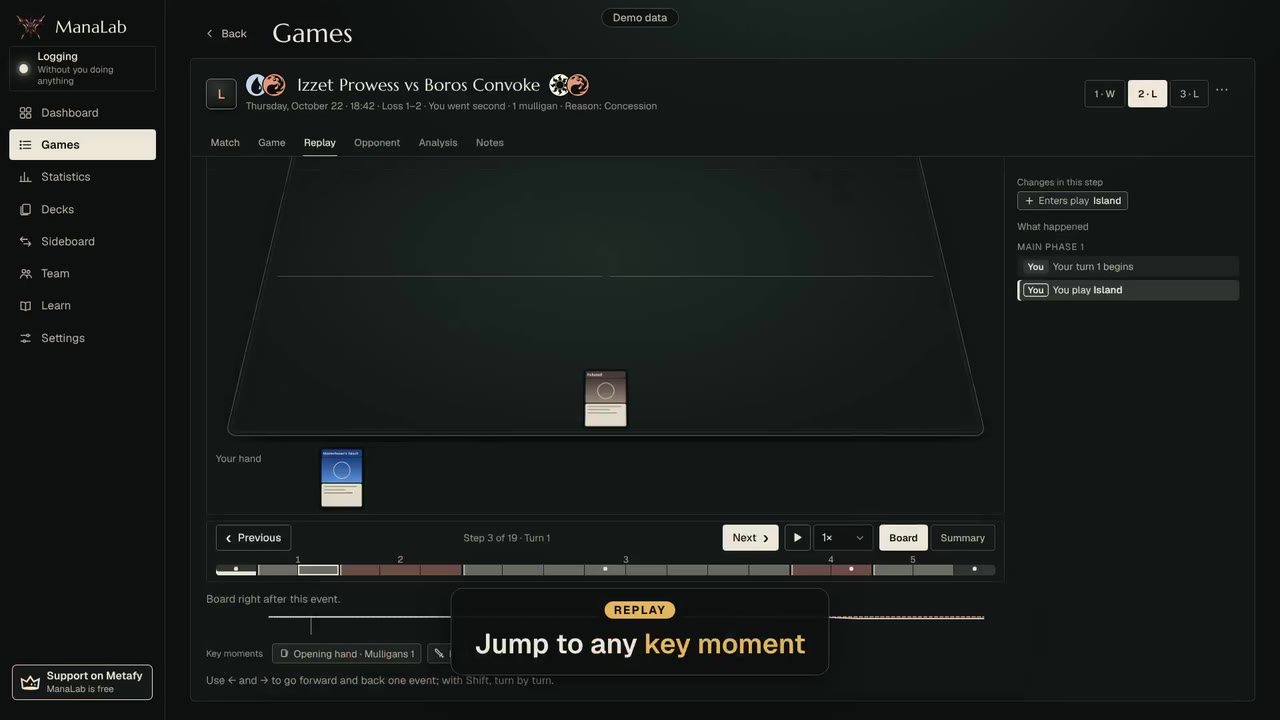 ManaLab
Logging
Without you doing
anything
Dashboard
Games
Statistics
Decks
Sideboard
Team
Learn
Settings
Support on Metafy
ManaLab is free
Demo data
Back
Games
L
Izzet Prowess vs Boros Convoke
Thursday, October 22 · 18:42 · Loss 1–2 · You went second · 1 mulligan · Reason: Concession
1 · W
2 · L
3 · L
...
Match
Game
Replay
Opponent
Analysis
Notes
Island
Your hand
Previous
Step 3 of 19 · Turn 1
Next
1×
Board
Summary
1 2 3 4 5
Board right after this event.
Key moments
Opening hand · Mulligans 1
Use ← and → to go forward and back one event; with Shift, turn by turn.
REPLAY
Jump to any key moment
Changes in this step
+ Enters play Island
What happened
MAIN PHASE 1
You Your turn 1 begins
You You play Island